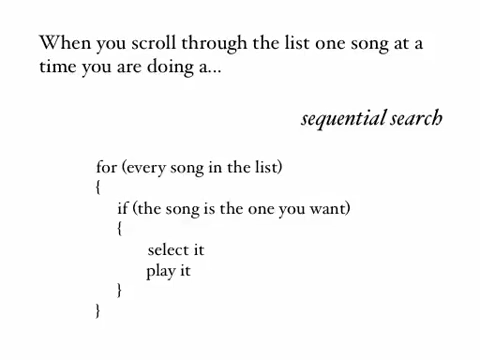 When you scroll through the list one song at a
time you are doing a...
sequential search
for (every song in the list)
{
if (the song is the one you want)
{
select it
play it
}
}